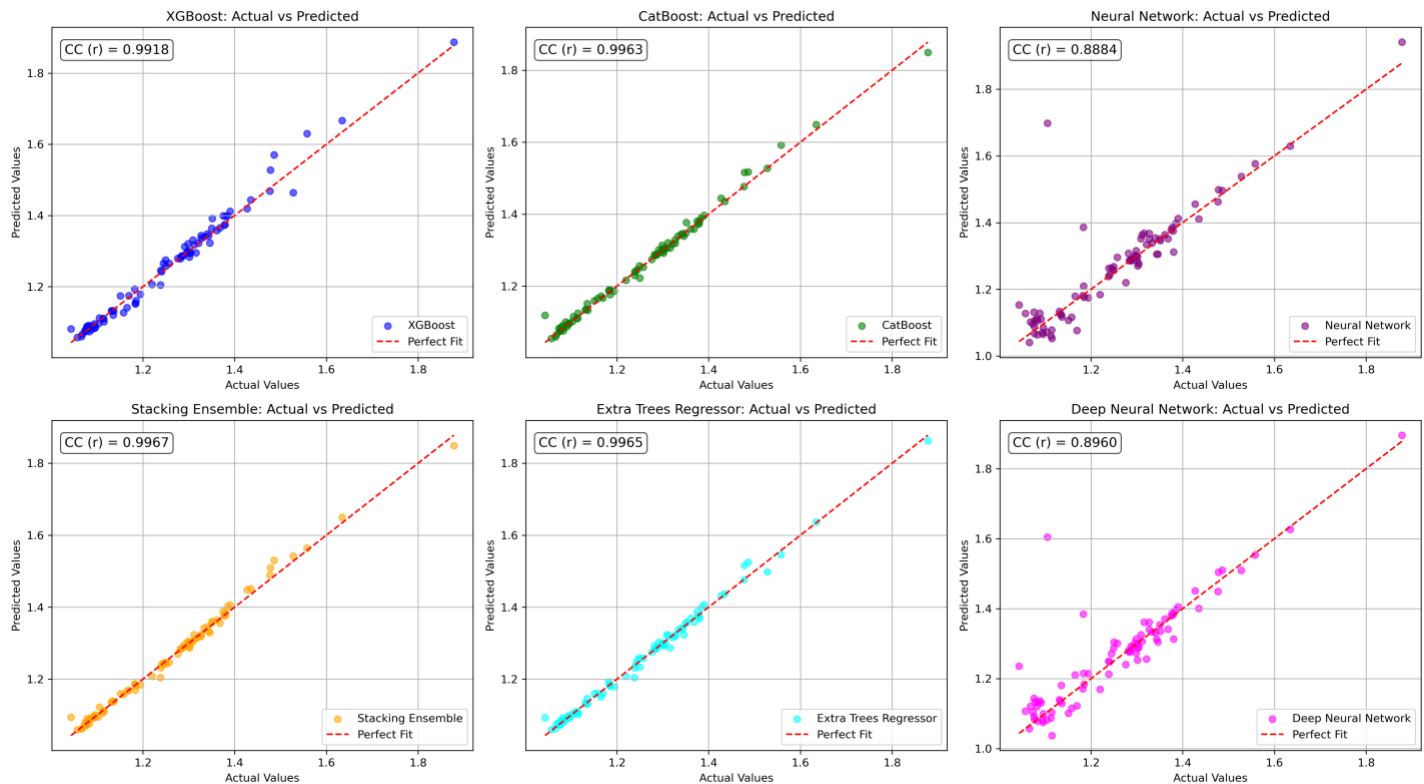 XGBoost: Actual vs Predicted
CC (r) = 0.9918
Predicted Values
1.8
1.6
1.4
1.2
XGBoost
Perfect Fit
1.2
1.4
1.6
1.8
Actual Values
CatBoost: Actual vs Predicted
CC (r) = 0.9963
Predicted Values
1.8
1.6
1.4
1.2
CatBoost
Perfect Fit
1.2
1.4
1.6
1.8
Actual Values
Neural Network: Actual vs Predicted
CC (r) = 0.8884
Predicted Values
1.8
1.6
1.4
1.2
1.0
Neural Network
Perfect Fit
1.2
1.4
1.6
1.8
Actual Values
Stacking Ensemble: Actual vs Predicted
CC (r) = 0.9967
Predicted Values
1.8
1.6
1.4
1.2
Stacking Ensemble
Perfect Fit
1.2
1.4
1.6
1.8
Actual Values
Extra Trees Regressor: Actual vs Predicted
CC (r) = 0.9965
Predicted Values
1.8
1.6
1.4
1.2
Extra Trees Regressor
Perfect Fit
1.2
1.4
1.6
1.8
Actual Values
Deep Neural Network: Actual vs Predicted
CC (r) = 0.8960
Predicted Values
1.8
1.6
1.4
1.2
1.0
Deep Neural Network
Perfect Fit
1.2
1.4
1.6
1.8
Actual Values